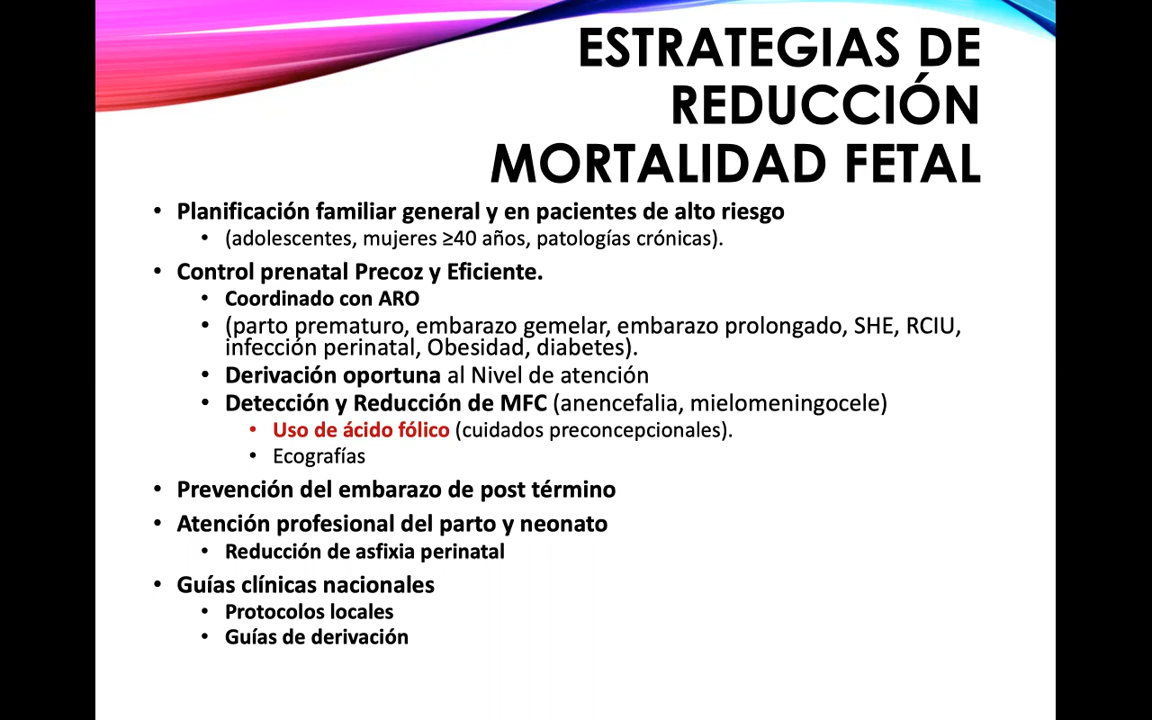 ESTRATEGIAS DE
REDUCCIÓN
MORTALIDAD FETAL
• Planificación familiar general y en pacientes de alto riesgo
• (adolescentes, mujeres ≥40 años, patologías crónicas).
• Control prenatal Precoz y Eficiente.
• Coordinado con ARO
• (parto prematuro, embarazo gemelar, embarazo prolongado, SHE, RCIU,
infección perinatal, Obesidad, diabetes).
• Derivación oportuna al Nivel de atención
• Detección y Reducción de MFC (anencefalia, mielomeningocele)
• Uso de ácido fólico (cuidados preconcepcionales).
• Ecografías
• Prevención del embarazo de post término
• Atención profesional del parto y neonato
• Reducción de asfixia perinatal
• Guías clínicas nacionales
• Protocolos locales
• Guías de derivación